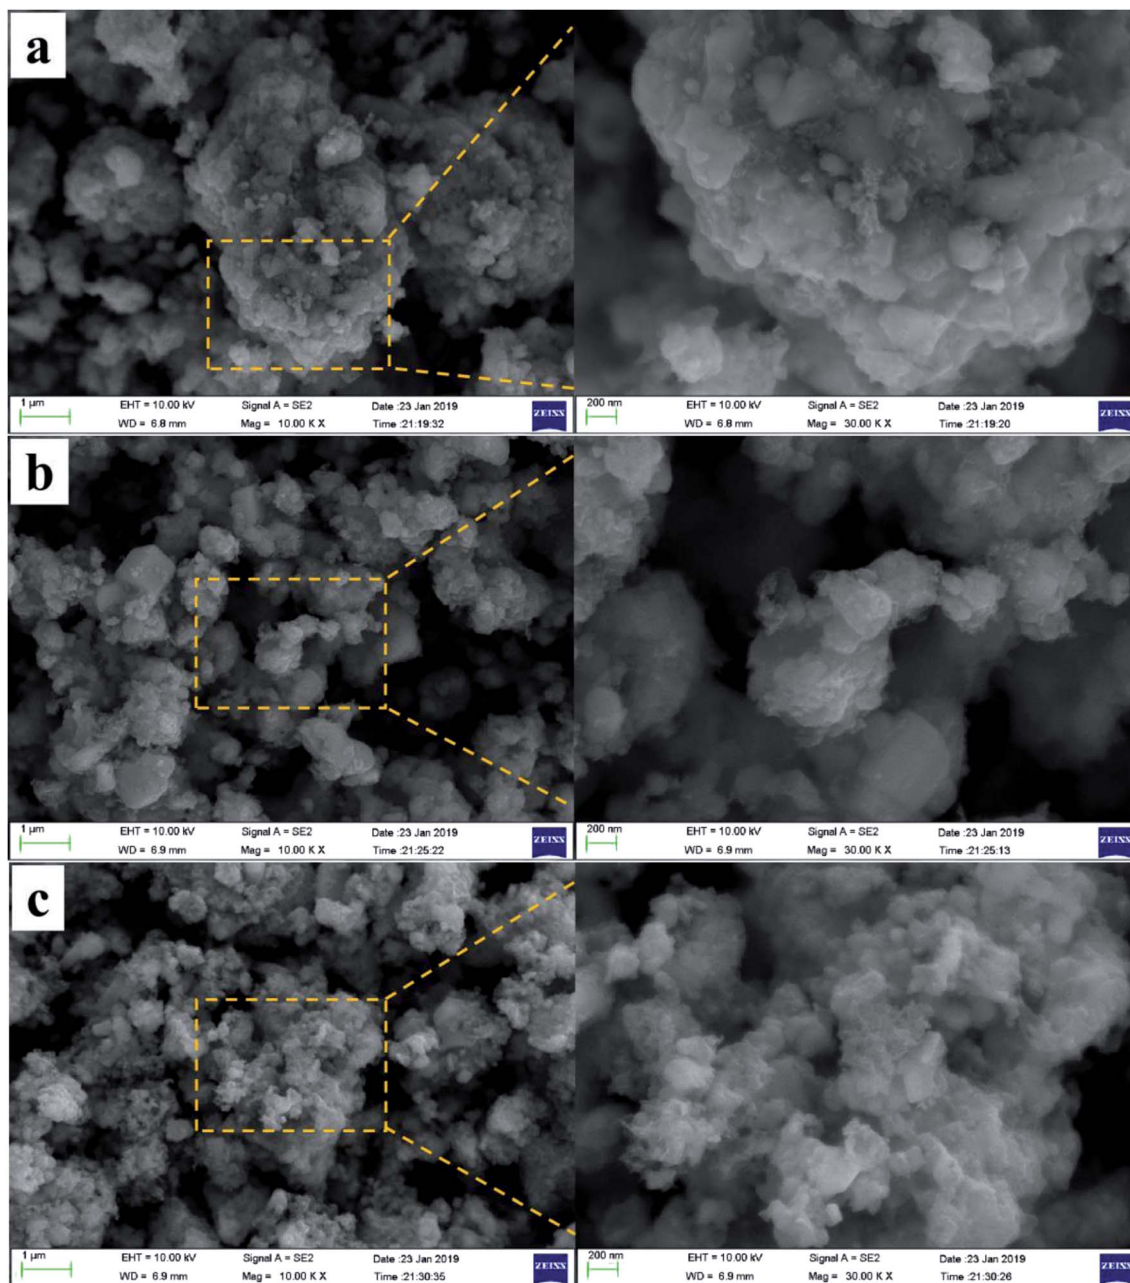 a
1 µm
EHT = 10.00 kV Signal A = SE2 Date :23 Jan 2019
WD = 6.8 mm Mag = 10.00 K X Time :21:19:32
ZEISS
200 nm
EHT = 10.00 kV Signal A = SE2 Date :23 Jan 2019
WD = 6.8 mm Mag = 30.00 K X Time :21:19:20
ZEISS
b
1 µm
EHT = 10.00 kV Signal A = SE2 Date :23 Jan 2019
WD = 6.9 mm Mag = 10.00 K X Time :21:25:22
ZEISS
200 nm
EHT = 10.00 kV Signal A = SE2 Date :23 Jan 2019
WD = 6.9 mm Mag = 30.00 K X Time :21:25:13
ZEISS
c
1 µm
EHT = 10.00 kV Signal A = SE2 Date :23 Jan 2019
WD = 6.9 mm Mag = 10.00 K X Time :21:30:35
ZEISS
200 nm
EHT = 10.00 kV Signal A = SE2 Date :23 Jan 2019
WD = 6.9 mm Mag = 30.00 K X Time :21:30:26
ZEISS